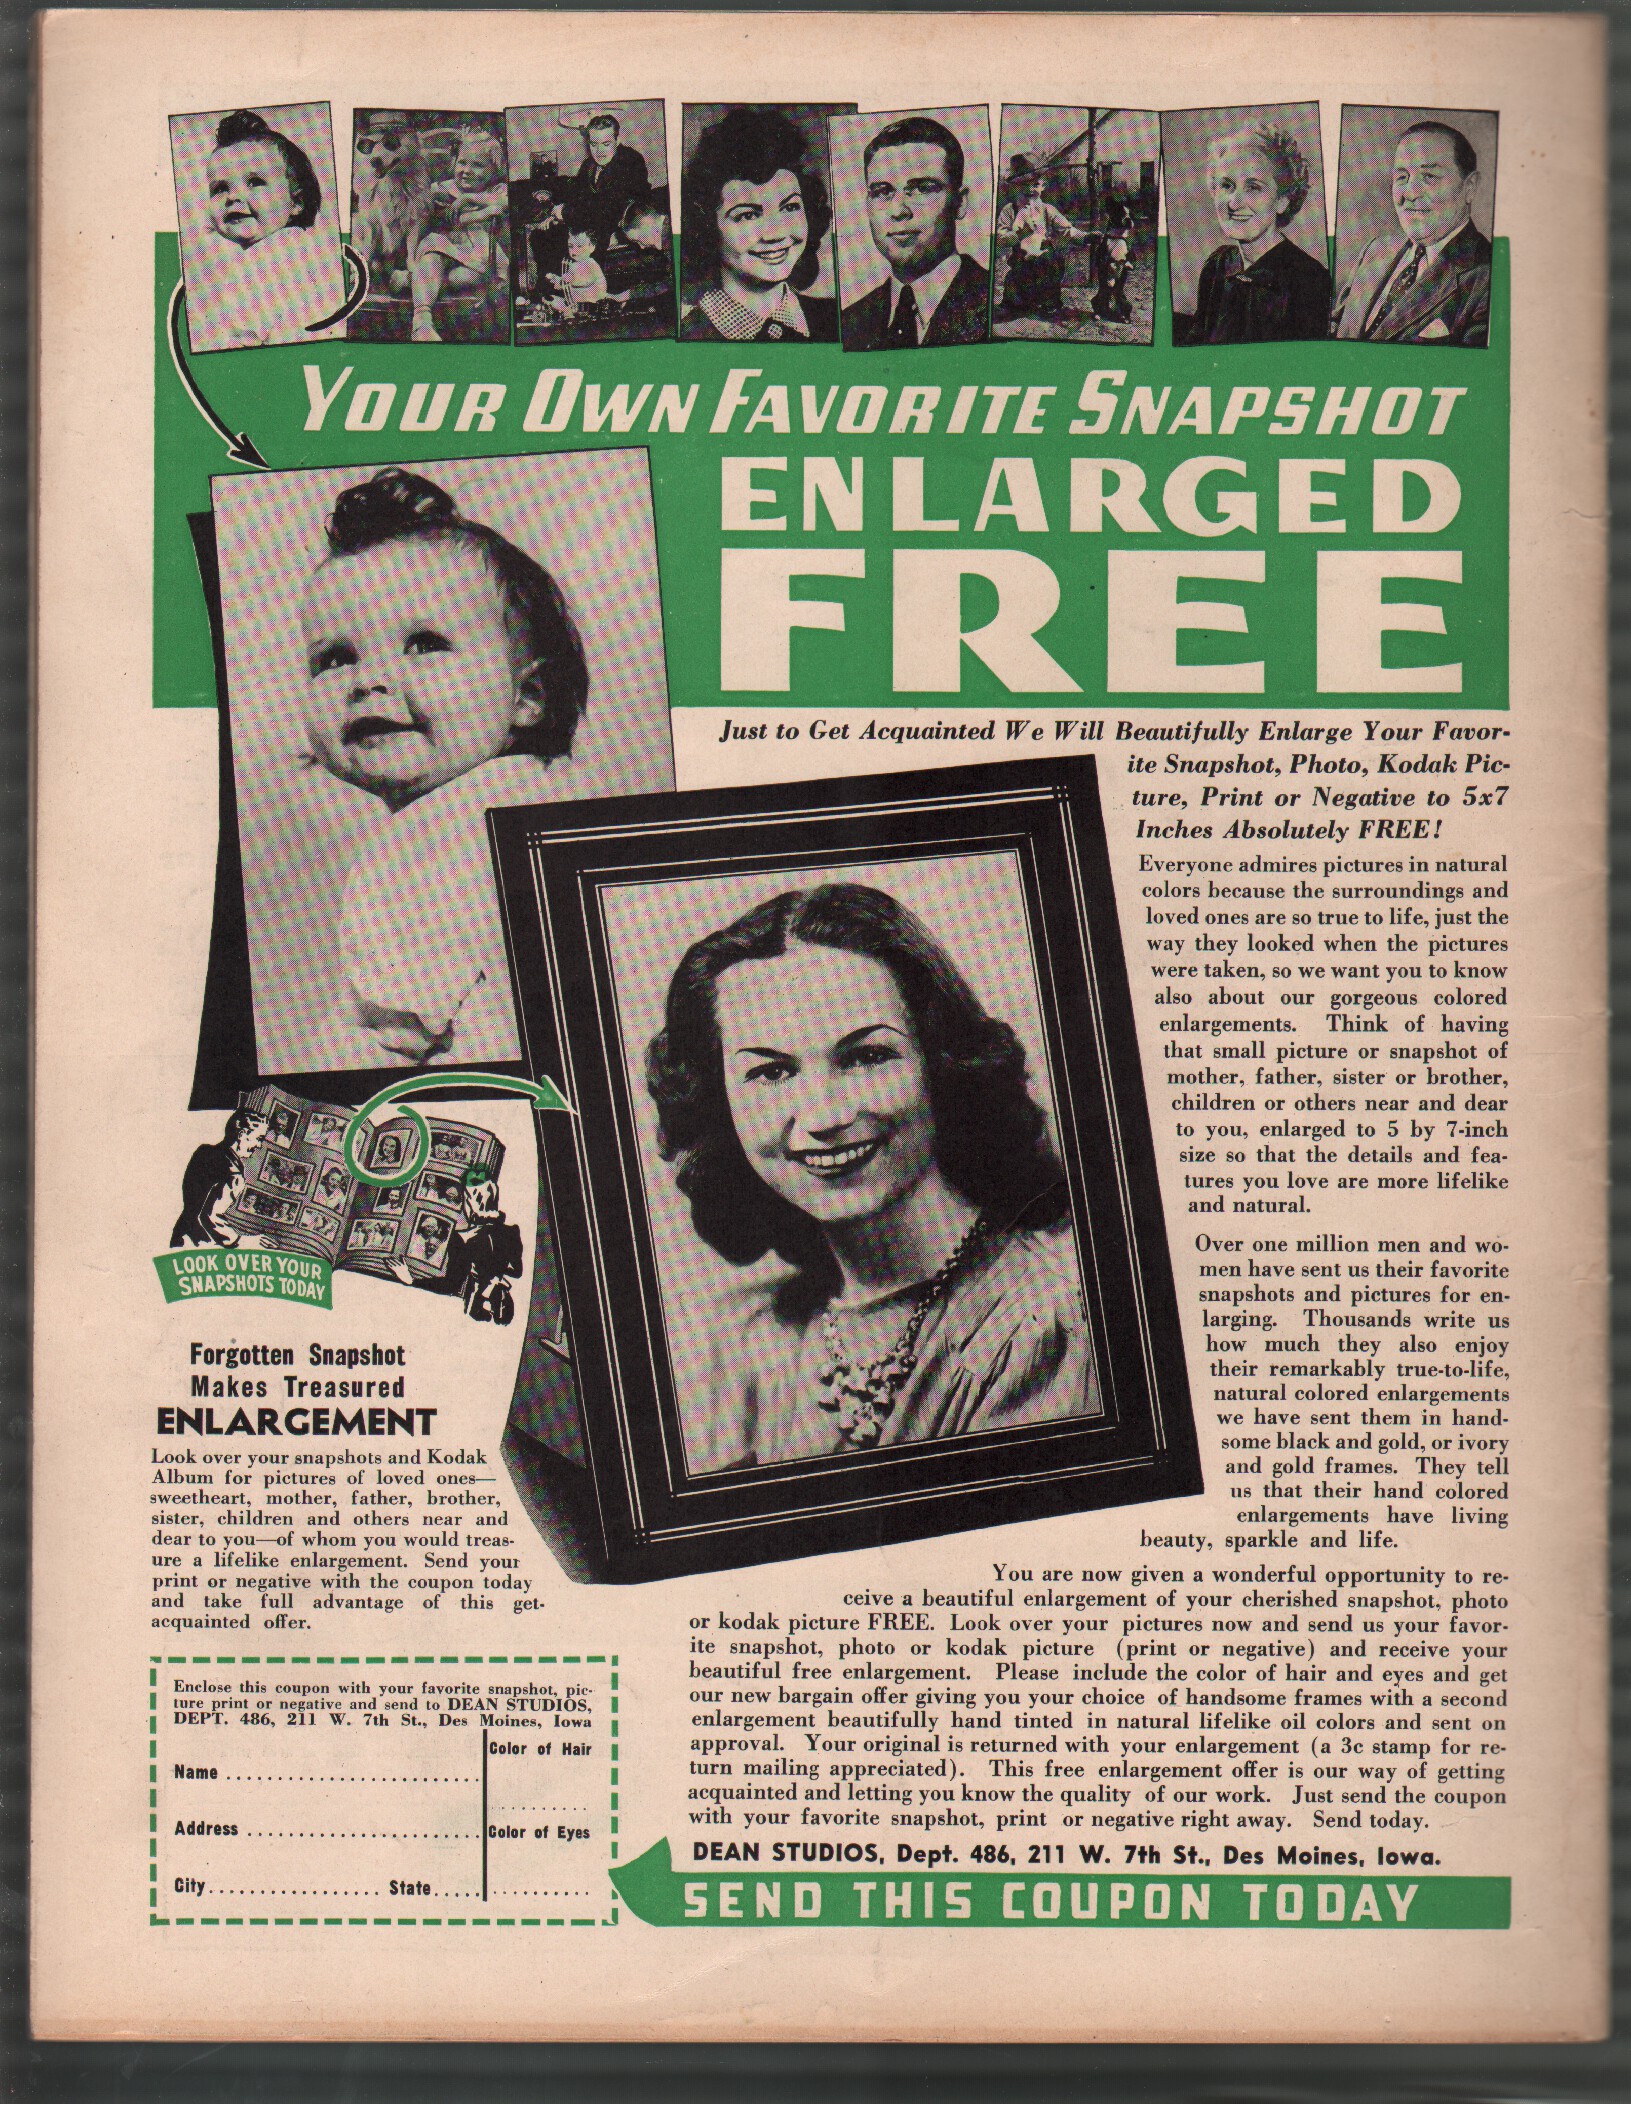 YOUR OWN FAVORITE SNAPSHOT
ENLARGED
FREE
Just to Get Acquainted We Will Beautifully Enlarge Your Favor-
ite Snapshot, Photo, Kodak Pic-
ture, Print or Negative to 5x7
Inches Absolutely FREE!
Everyone admires pictures in natural
colors because the surroundings and
loved ones are so true to life, just the
way they looked when the pictures
were taken, so we want you to know
also about our gorgeous colored
enlargements. Think of having
that small picture or snapshot of
mother, father, sister or brother,
children or others near and dear
to you, enlarged to 5 by 7-inch
size so that the details and fea-
tures you love are more lifelike
and natural.
Over one million men and wo-
men have sent us their favorite
snapshots and pictures for en-
larging. Thousands write us
how much they also enjoy
their remarkably true-to-life,
natural colored enlargements
we have sent them in hand-
some black and gold, or ivory
and gold frames. They tell
us that their hand colored
enlargements have living
beauty, sparkle and life.
You are now given a wonderful opportunity to re-
ceive a beautiful enlargement of your cherished snapshot, photo
or kodak picture FREE. Look over your pictures now and send us your favor-
ite snapshot, photo or kodak picture (print or negative) and receive your
beautiful free enlargement. Please include the color of hair and eyes and get
our new bargain offer giving you your choice of handsome frames with a second
enlargement beautifully hand tinted in natural lifelike oil colors and sent on
approval. Your original is returned with your enlargement (a 3c stamp for re-
turn mailing appreciated). This free enlargement offer is our way of getting
acquainted and letting you know the quality of our work. Just send the coupon
with your favorite snapshot, print or negative right away. Send today.
DEAN STUDIOS, Dept. 486, 211 W. 7th St., Des Moines, Iowa.
SEND THIS COUPON TODAY
LOOK OVER YOUR
SNAPSHOTS TODAY
Forgotten Snapshot
Makes Treasured
ENLARGEMENT
Look over your snapshots and Kodak
Album for pictures of loved ones—
sweetheart, mother, father, brother,
sister, children and others near and
dear to you—of whom you would treas-
ure a lifelike enlargement. Send your
print or negative with the coupon today
and take full advantage of this get-
acquainted offer.
Enclose this coupon with your favorite snapshot, pic-
ture print or negative and send to DEAN STUDIOS,
DEPT. 486, 211 W. 7th St., Des Moines, Iowa
Color of Hair
Name
Address
Color of Eyes
City State